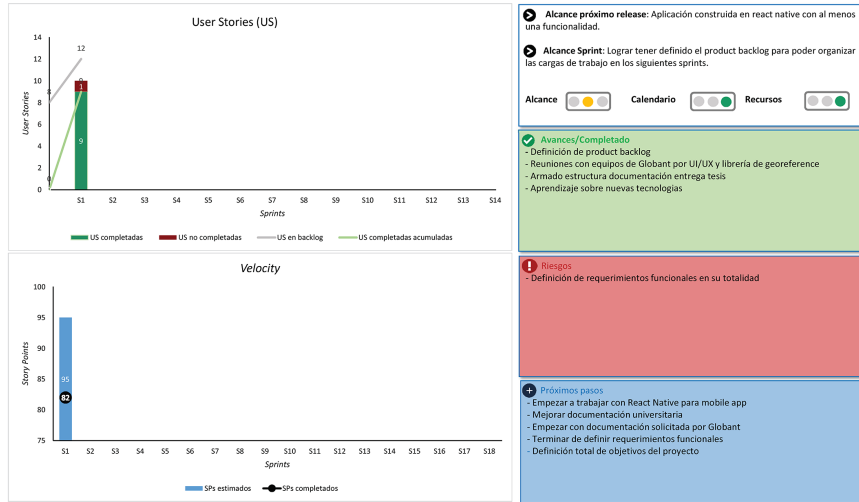 User Stories (US)
14
12
10
8
6
4
2
0
User Stories
12
8
0
1
9
0
S1 S2 S3 S4 S5 S6 S7 S8 S9 S10 S11 S12 S13 S14
Sprints
US completadas US no completadas US en backlog US completadas acumuladas
Velocity
100
95
90
85
80
75
Story Points
95
82
S1 S2 S3 S4 S5 S6 S7 S8 S9 S10 S11 S12 S13 S14 S15 S16 S17 S18
Sprints
SPs estimados SPs completados
Alcance próximo release: Aplicación construida en react native con al menos
una funcionalidad.
Alcance Sprint: Lograr tener definido el product backlog para poder organizar
las cargas de trabajo en los siguientes sprints.
Alcance Calendario Recursos
Avances/Completado
- Definición de product backlog
- Reuniones con equipos de Globant por UI/UX y librería de georeference
- Armado estructura documentación entrega tesis
- Aprendizaje sobre nuevas tecnologias
Riesgos
- Definición de requerimientos funcionales en su totalidad
Próximos pasos
- Empezar a trabajar con React Native para mobile app
- Mejorar documentación universitaria
- Empezar con documentación solicitada por Globant
- Terminar de definir requerimientos funcionales
- Definición total de objetivos del proyecto